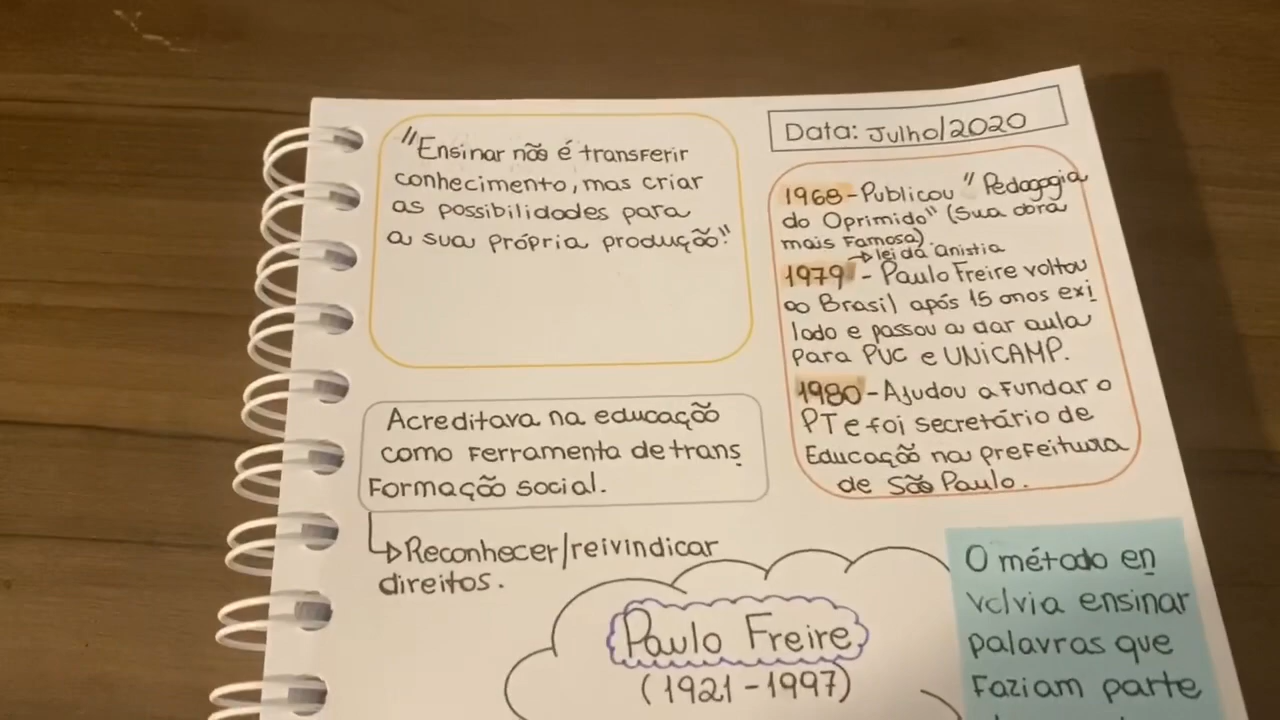 "Ensinar não é transferir
conhecimento, mas criar
as possibilidades para
a sua própria produção."
Data: Julho/2020
1968 - Publicou "Pedagogia
do Oprimido" (Sua obra
mais Famosa).
→ lei da anistia
1979 - Paulo Freire voltou
ao Brasil após 15 anos exi
lado e passou a dar aula
para PUC e UNICAMP.
1980 - Ajudou a Fundar o
PT e foi secretário de
Educação na prefeitura
de São Paulo.
Acreditava na educação
como Ferramenta de trans
Formação social.
→ Reconhecer/reivindicar
direitos.
Paulo Freire
(1921-1997)
O método en
volvia ensinar
palavras que
Faziam parte